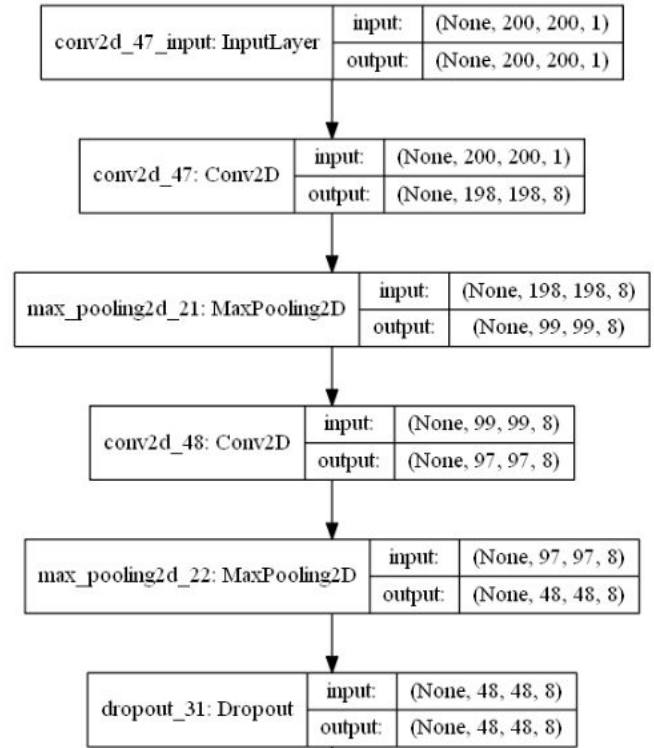 conv2d_47_input: InputLayer
input: (None, 200, 200, 1)
output: (None, 200, 200, 1)
conv2d_47: Conv2D
input: (None, 200, 200, 1)
output: (None, 198, 198, 8)
max_pooling2d_21: MaxPooling2D
input: (None, 198, 198, 8)
output: (None, 99, 99, 8)
conv2d_48: Conv2D
input: (None, 99, 99, 8)
output: (None, 97, 97, 8)
max_pooling2d_22: MaxPooling2D
input: (None, 97, 97, 8)
output: (None, 48, 48, 8)
dropout_31: Dropout
input: (None, 48, 48, 8)
output: (None, 48, 48, 8)